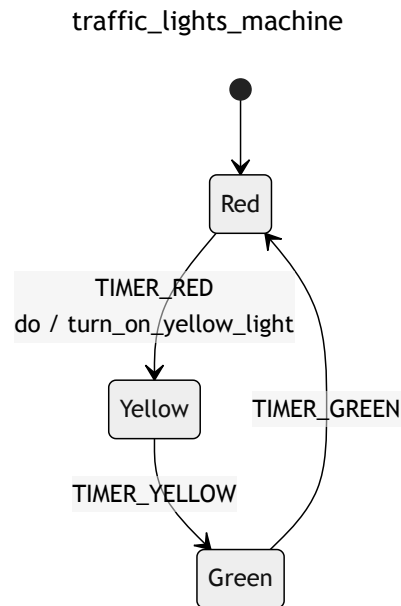 traffic_lights_machine
Red
TIMER_RED
do / turn_on_yellow_light
Yellow
TIMER_GREEN
TIMER_YELLOW
Green